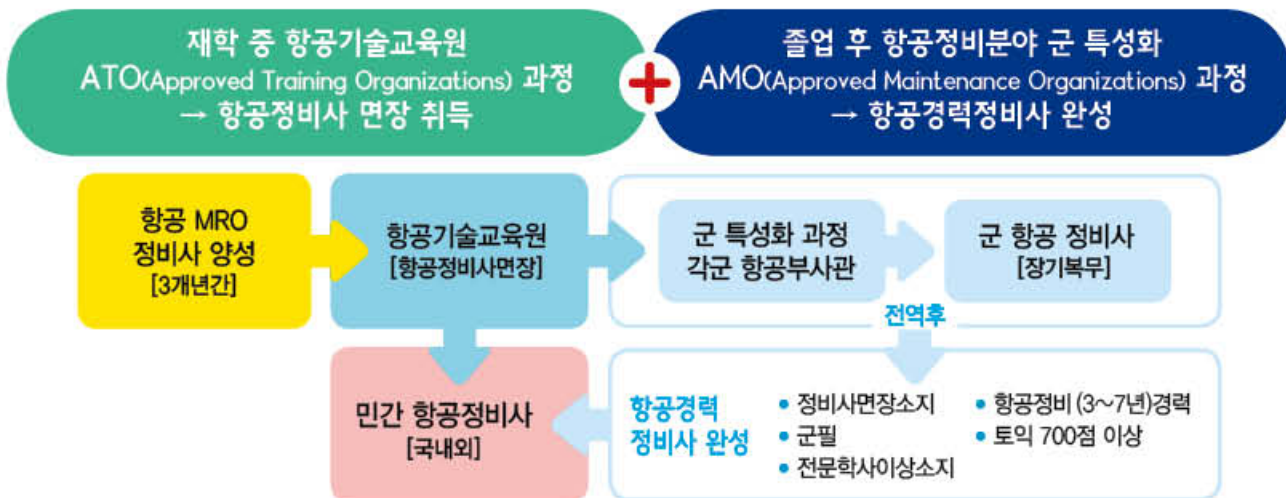 재학 중 항공기술교육원
ATO(Approved Training Organizations) 과정
→ 항공정비사 면장 취득
졸업 후 항공정비분야 군 특성화
AMO(Approved Maintenance Organizations) 과정
→ 항공경력정비사 완성
항공 MRO
정비사 양성
[3개년간]
항공기술교육원
[항공정비사면장]
군 특성화 과정
각군 항공부사관
군 항공 정비사
[장기복무]
전역후
민간 항공정비사
[국내외]
항공경력
정비사 완성
• 정비사면장소지
• 군필
• 전문학사이상소지
• 항공정비 (3~7년)경력
• 토익 700점 이상